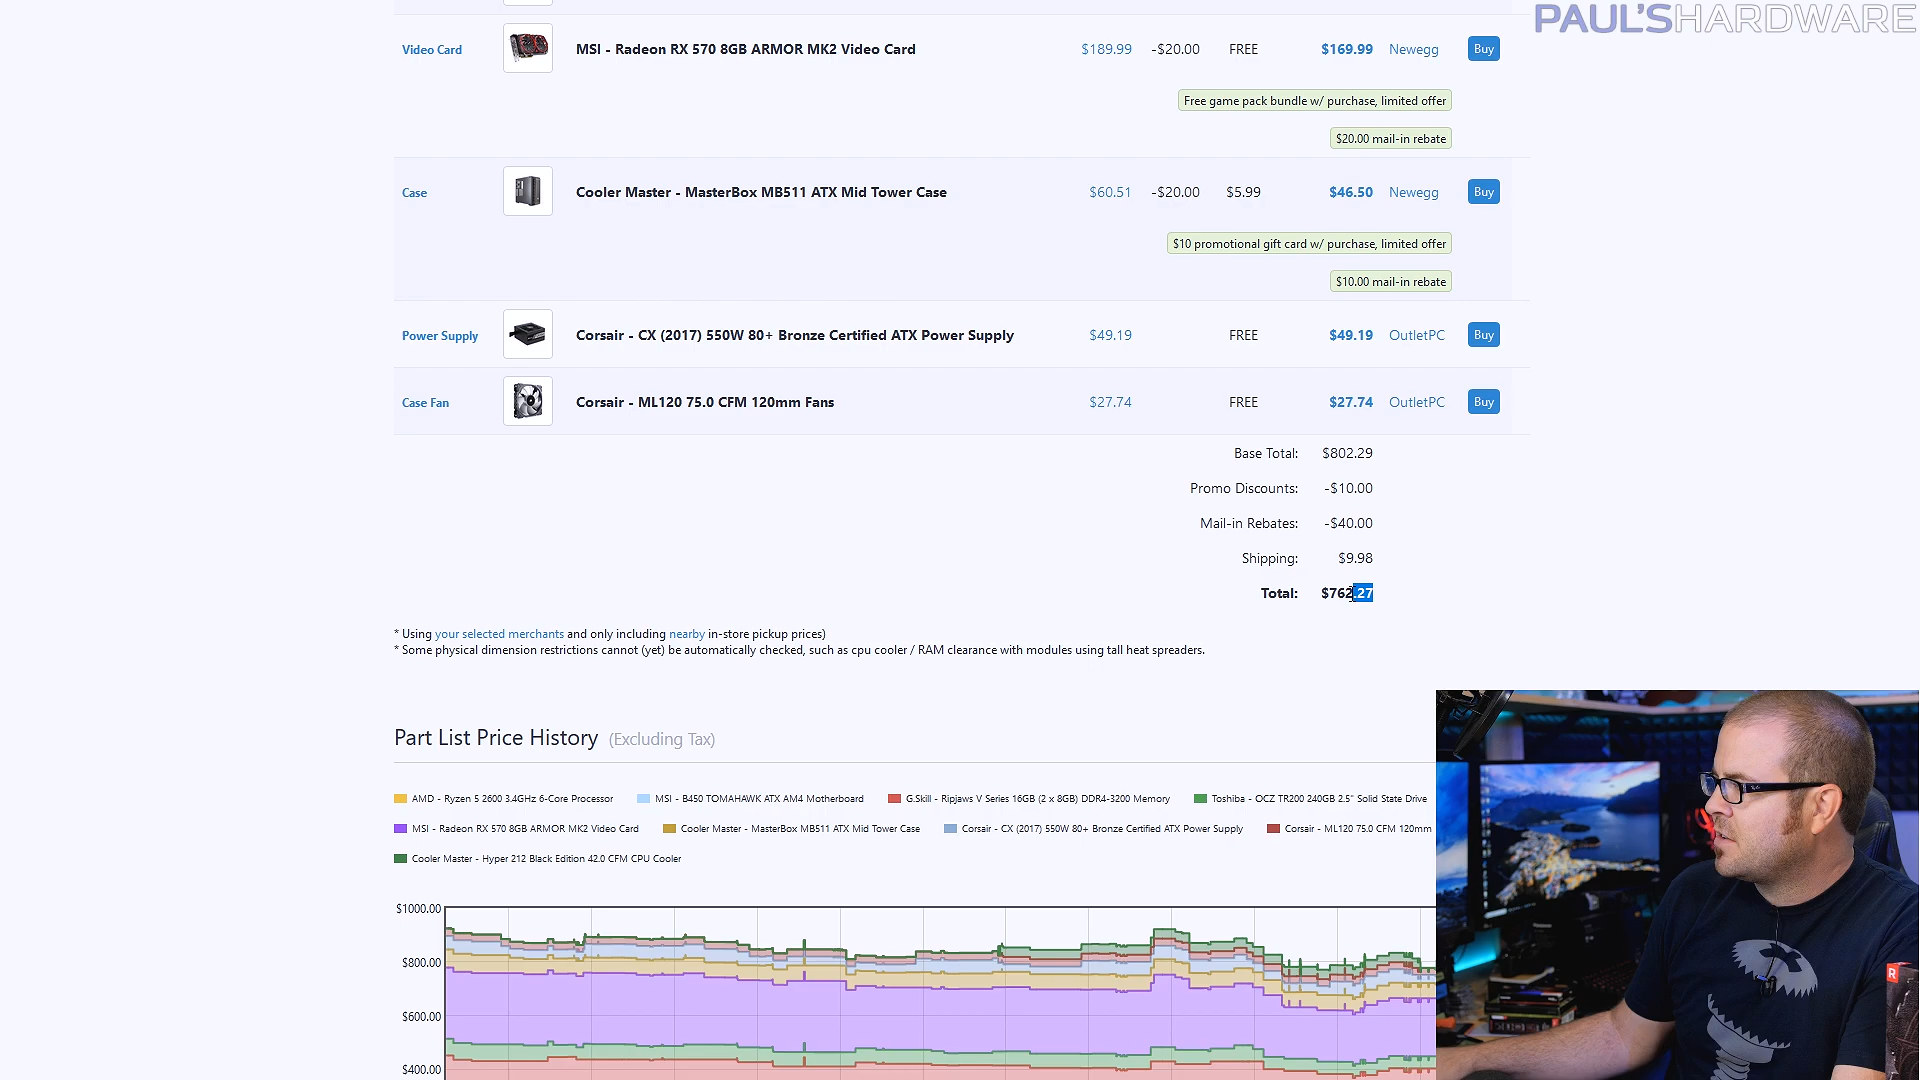 PAUL'SHARDWARE
Video Card MSI - Radeon RX 570 8GB ARMOR MK2 Video Card $189.99 -$20.00 FREE $169.99 Newegg Buy
Free game pack bundle w/ purchase, limited offer
$20.00 mail-in rebate
Case Cooler Master - MasterBox MB511 ATX Mid Tower Case $60.51 -$20.00 $5.99 $46.50 Newegg Buy
$10 promotional gift card w/ purchase, limited offer
$10.00 mail-in rebate
Power Supply Corsair - CX (2017) 550W 80+ Bronze Certified ATX Power Supply $49.19 FREE $49.19 OutletPC Buy
Case Fan Corsair - ML120 75.0 CFM 120mm Fans $27.74 FREE $27.74 OutletPC Buy
Base Total: $802.29
Promo Discounts: -$10.00
Mail-in Rebates: -$40.00
Shipping: $9.98
Total: $762.27
* Using your selected merchants and only including nearby in-store pickup prices)
* Some physical dimension restrictions cannot (yet) be automatically checked, such as cpu cooler / RAM clearance with modules using tall heat spreaders.
Part List Price History (Excluding Tax)
AMD - Ryzen 5 2600 3.4GHz 6-Core Processor MSI - B450 TOMAHAWK ATX AM4 Motherboard G.Skill - Ripjaws V Series 16GB (2 x 8GB) DDR4-3200 Memory Toshiba - OCZ TR200 240GB 2.5" Solid State Drive
MSI - Radeon RX 570 8GB ARMOR MK2 Video Card Cooler Master - MasterBox MB511 ATX Mid Tower Case Corsair - CX (2017) 550W 80+ Bronze Certified ATX Power Supply Corsair - ML120 75.0 CFM 120mm
Cooler Master - Hyper 212 Black Edition 42.0 CFM CPU Cooler
$1000.00
$800.00
$600.00
$400.00
R